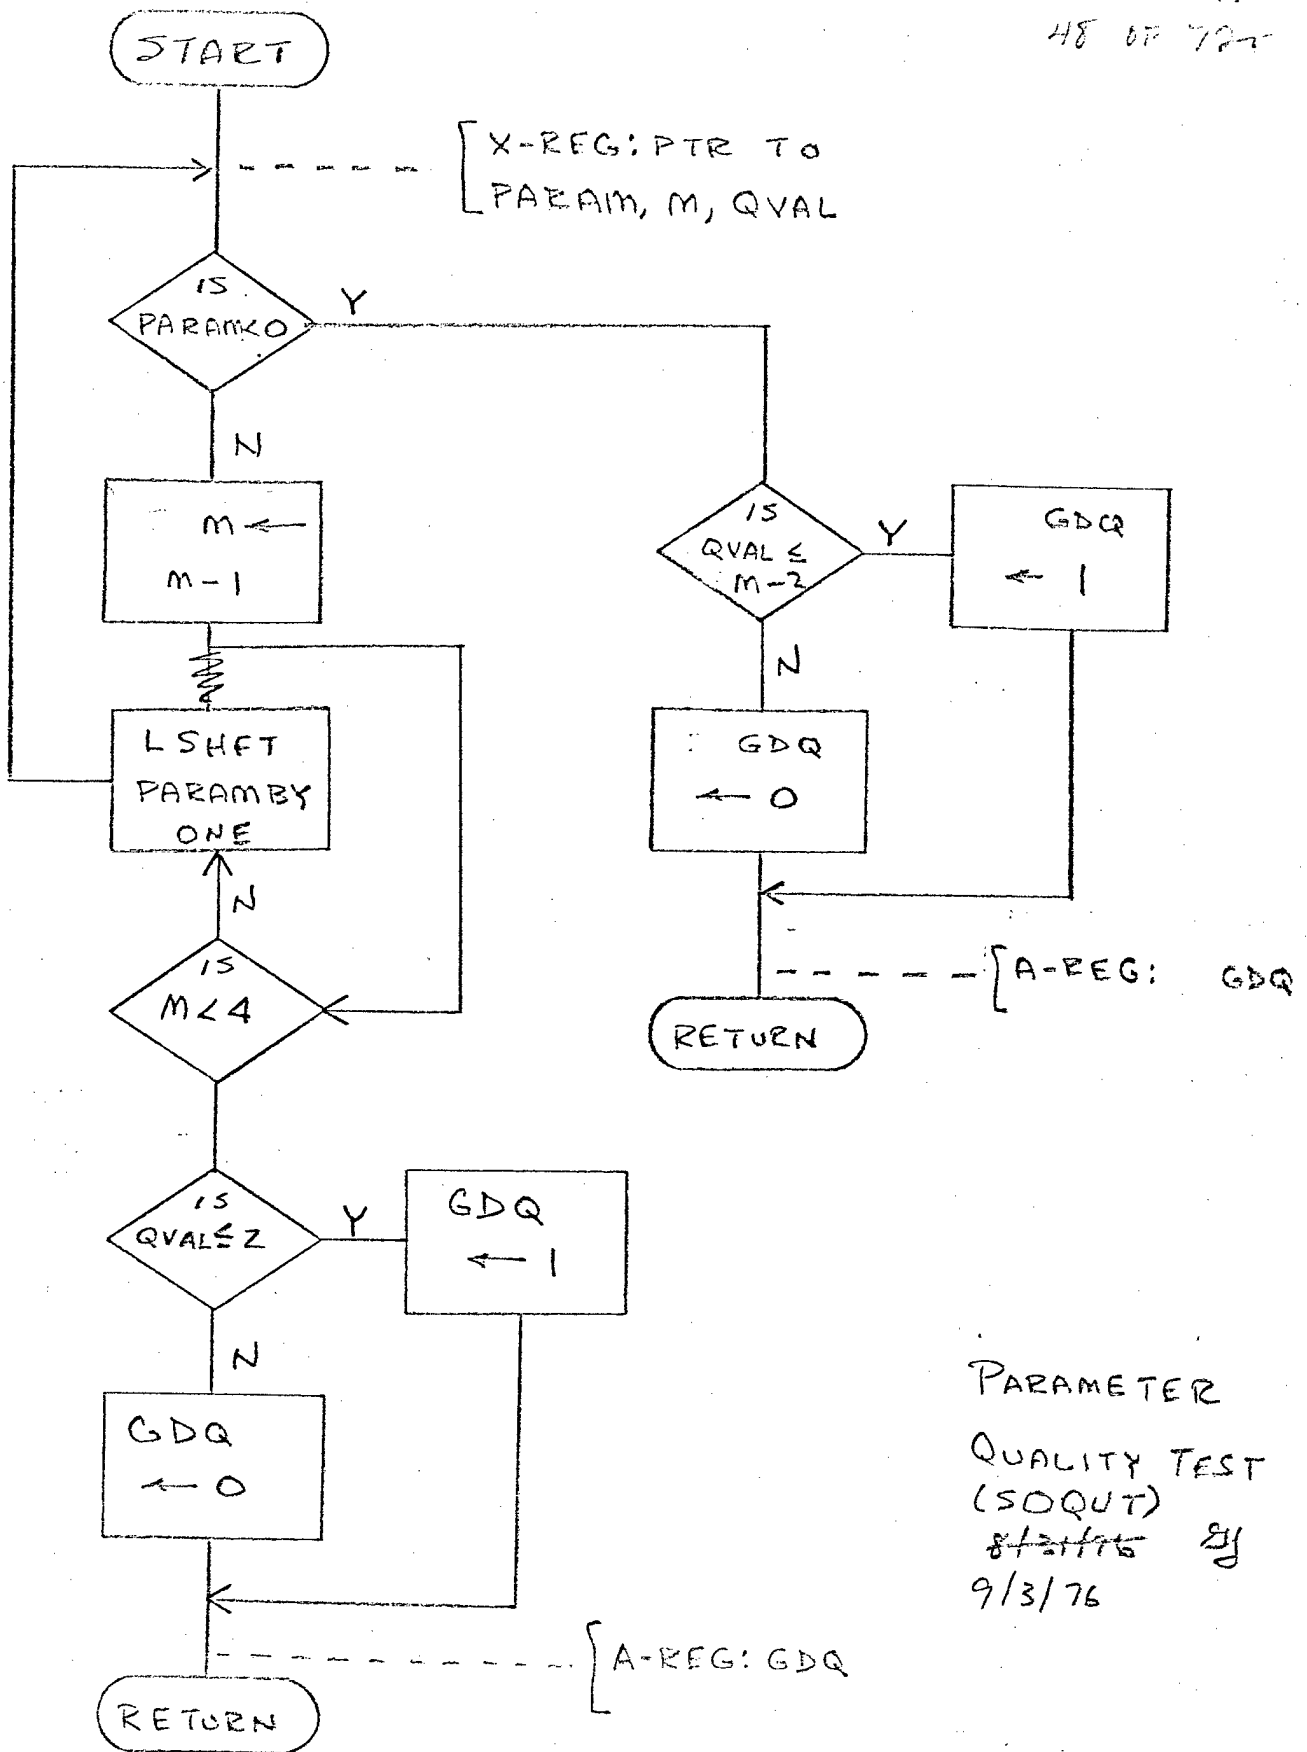 48 OF
START
X-REG: PTR TO
PARAM, M, QVAL
IS
PARAM<0
Y
N
M ←
M-1
IS
QVAL ≤
M-2
Y
GDQ
← 1
N
GDQ
← 0
LSHFT
PARAM BY
ONE
N
IS
M<4
A-REG: GDQ
RETURN
IS
QVAL≤2
Y
GDQ
← 1
N
GDQ
← 0
A-REG: GDQ
RETURN
PARAMETER
QUALITY TEST
(SOQUT)
9/3/76